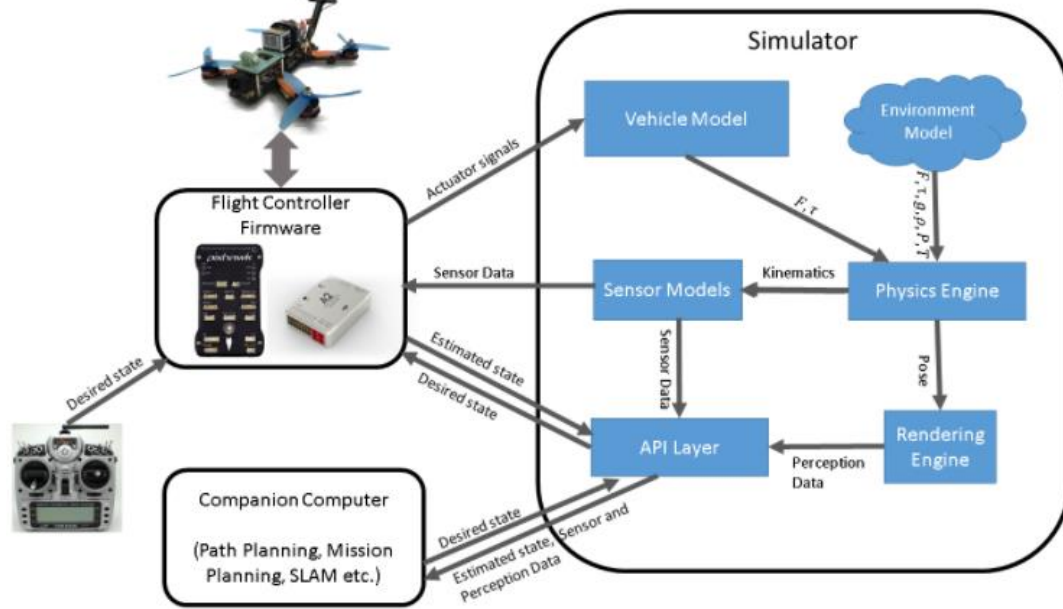 Simulator
Vehicle Model
Environment
Model
Actuator signals
Flight Controller
Firmware
F, τ
F, τ, g, ρ, P, T
pixhawk
Sensor Data
Sensor Models
Kinematics
Physics Engine
Desired state
Estimated state
Desired state
Sensor Data
Pose
API Layer
Perception
Data
Rendering
Engine
Companion Computer
(Path Planning, Mission
Planning, SLAM etc.)
Desired state
Estimated state, Sensor and
Perception Data